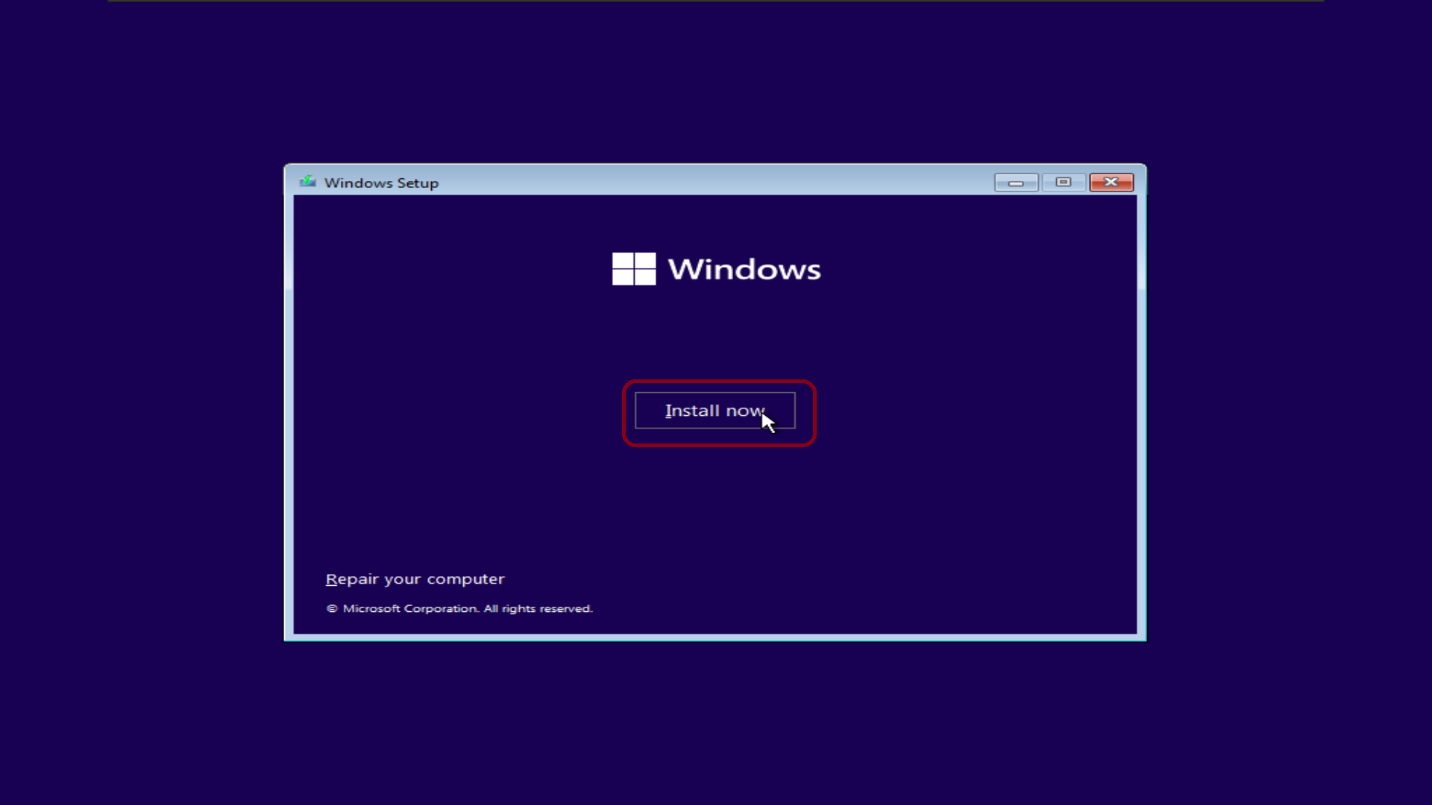 Windows Setup
Windows
Install now
Repair your computer
© Microsoft Corporation. All rights reserved.